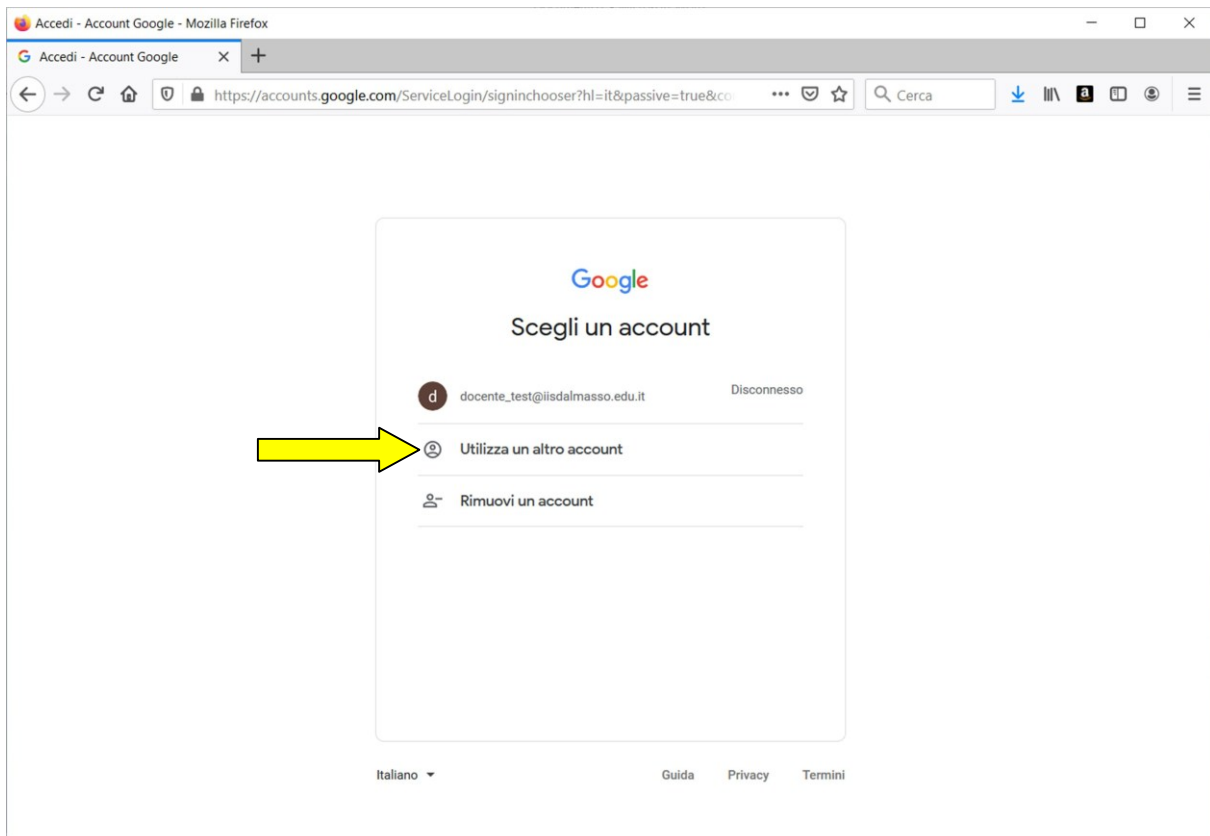 Accedi - Account Google - Mozilla Firefox
Accedi - Account Google
https://accounts.google.com/ServiceLogin/signinchooser?hl=it&passive=true&co
Cerca
Google
Scegli un account
d docente_test@iisdalmasso.edu.it Disconnesso
Utilizza un altro account
Rimuovi un account
Italiano Guida Privacy Termini